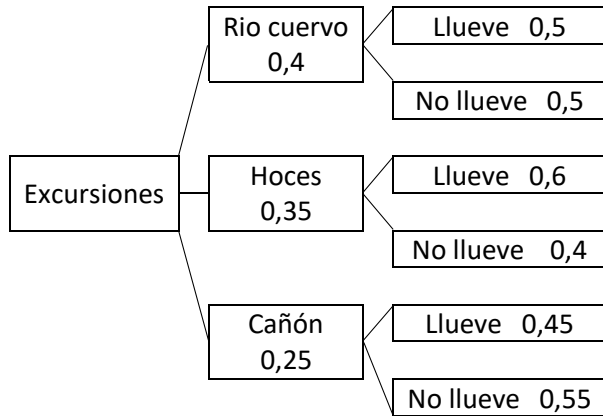 Rio cuervo
0,4
Llueve 0,5
No llueve 0,5
Excursiones
Hoces
0,35
Llueve 0,6
No llueve 0,4
Cañón
0,25
Llueve 0,45
No llueve 0,55